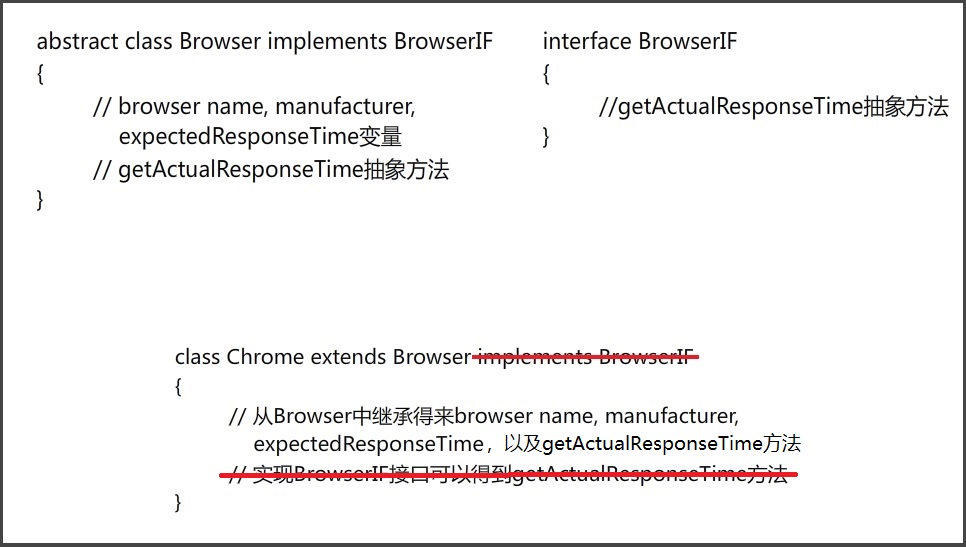 abstract class Browser implements BrowserIF
{
// browser name, manufacturer,
expectedResponseTime变量
// getActualResponseTime抽象方法
}
interface BrowserIF
{
//getActualResponseTime抽象方法
}
class Chrome extends Browser implements BrowserIF
{
// 从Browser中继承得来browser name, manufacturer,
expectedResponseTime，以及getActualResponseTime方法
// 实现BrowserIF接口可以得到getActualResponseTime方法
}